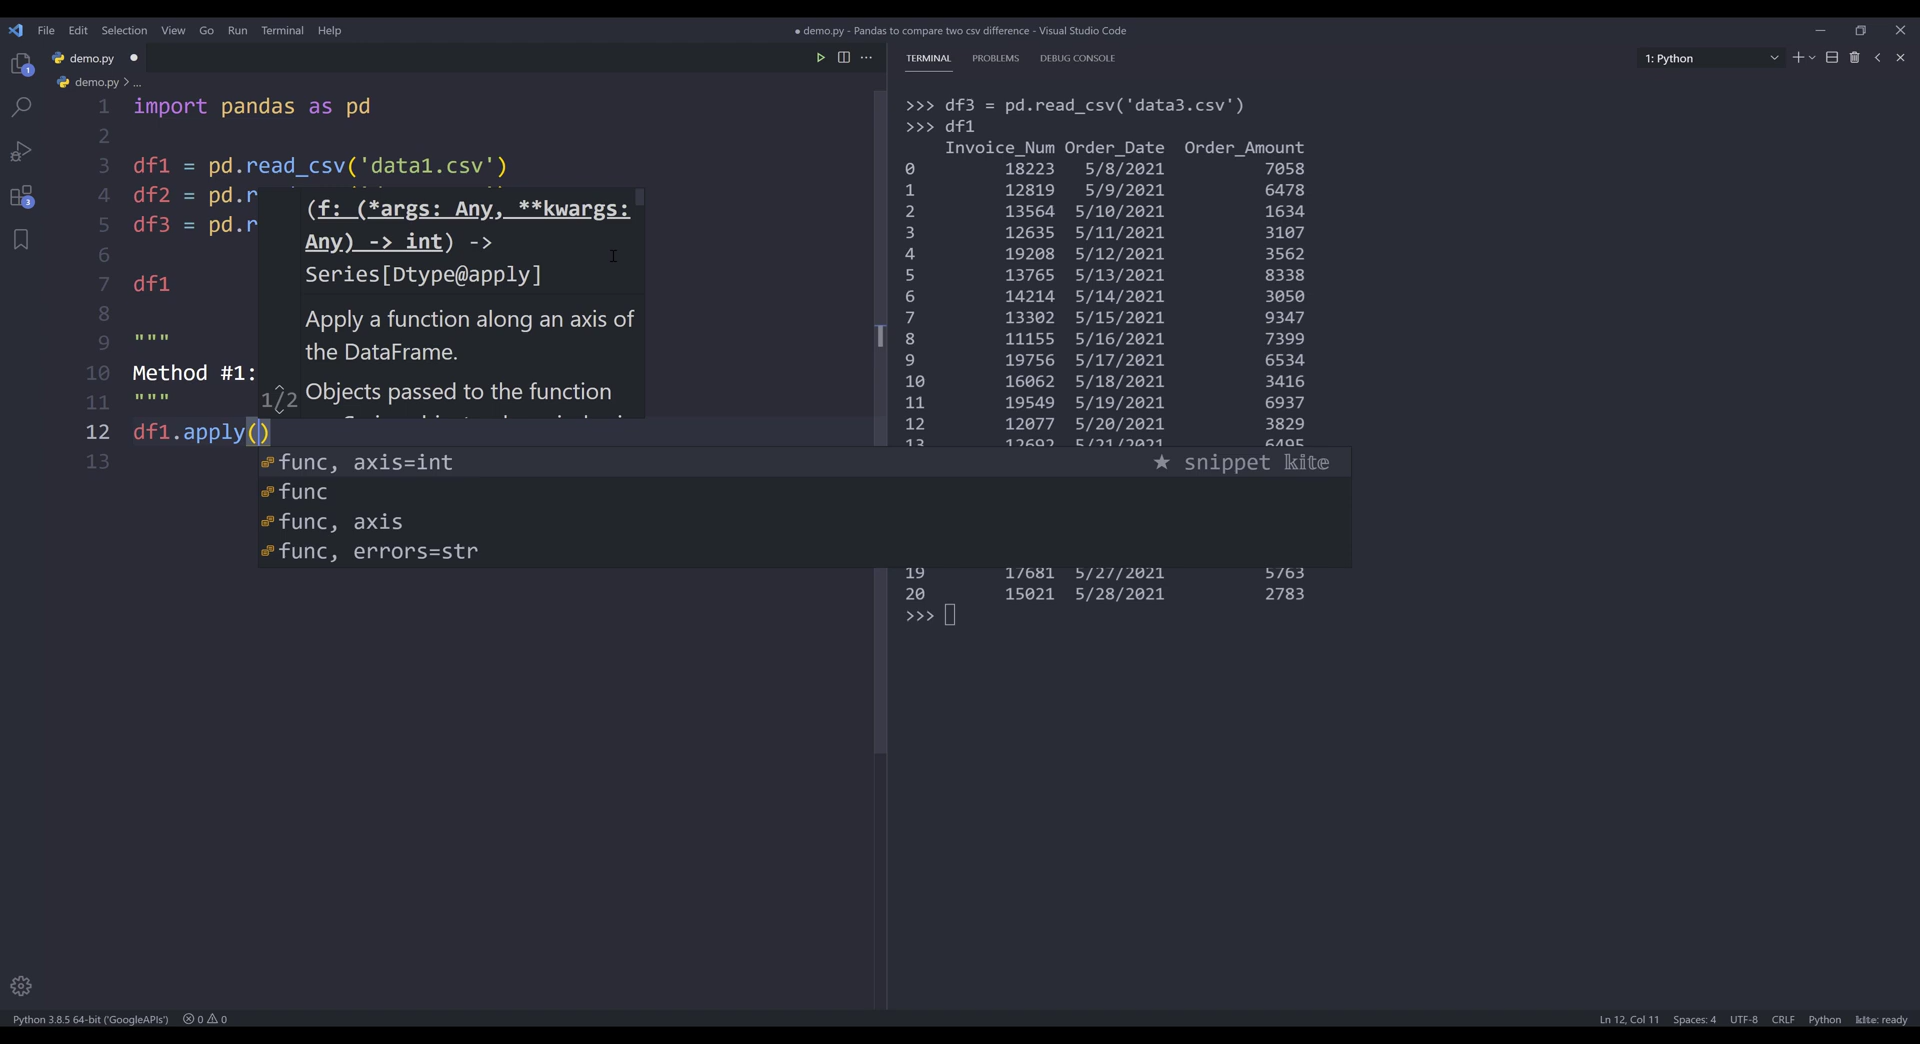 File Edit Selection View Go Run Terminal Help
● demo.py - Pandas to compare two csv difference - Visual Studio Code
demo.py
demo.py > ...
1 import pandas as pd
2
3 df1 = pd.read_csv('data1.csv')
4 df2 = pd.r
5 df3 = pd.r
6
7 df1
8
9 """
10 Method #1:
11 """
12 df1.apply()
13
(f: (*args: Any, **kwargs:
Any) -> int) ->
Series[Dtype@apply]
Apply a function along an axis of
the DataFrame.
1/2
Objects passed to the function
func, axis=int ★ snippet kite
func
func, axis
func, errors=str
TERMINAL PROBLEMS DEBUG CONSOLE 1: Python
>>> df3 = pd.read_csv('data3.csv')
>>> df1
Invoice_Num Order_Date Order_Amount
0 18223 5/8/2021 7058
1 12819 5/9/2021 6478
2 13564 5/10/2021 1634
3 12635 5/11/2021 3107
4 19208 5/12/2021 3562
5 13765 5/13/2021 8338
6 14214 5/14/2021 3050
7 13302 5/15/2021 9347
8 11155 5/16/2021 7399
9 19756 5/17/2021 6534
10 16062 5/18/2021 3416
11 19549 5/19/2021 6937
12 12077 5/20/2021 3829
13 12692 5/21/2021 6495
19 17681 5/27/2021 5763
20 15021 5/28/2021 2783
>>>
1
3
Python 3.8.5 64-bit ('GoogleAPIs') 0 0
Ln 12, Col 11 Spaces: 4 UTF-8 CRLF Python kite: ready